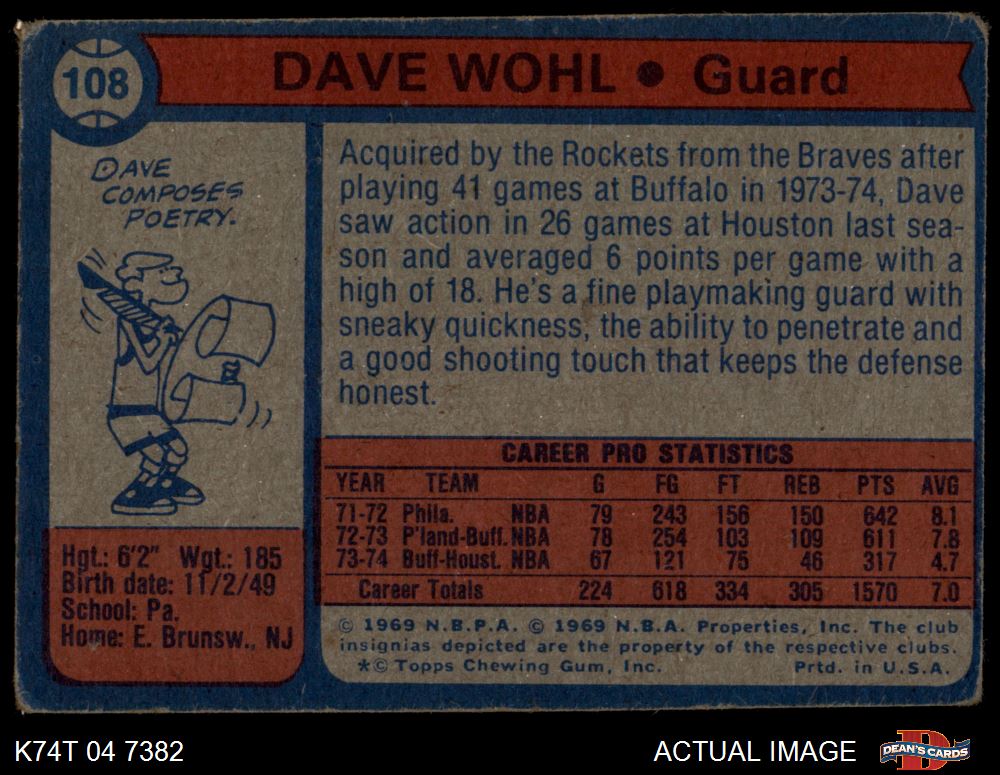 108
DAVE WOHL ● Guard
DAVE
COMPOSES
POETRY.
Acquired by the Rockets from the Braves after
playing 41 games at Buffalo in 1973-74, Dave
saw action in 26 games at Houston last sea-
son and averaged 6 points per game with a
high of 18. He's a fine playmaking guard with
sneaky quickness, the ability to penetrate and
a good shooting touch that keeps the defense
honest.
CAREER PRO STATISTICS
YEAR TEAM G FG FT REB PTS AVG
71-72 Phila. NBA 79 243 156 150 642 8.1
72-73 P'land-Buff. NBA 78 254 103 109 611 7.8
73-74 Buff-Houst. NBA 67 121 75 46 317 4.7
Career Totals 224 618 334 305 1570 7.0
Hgt.: 6'2" Wgt.: 185
Birth date: 11/2/49
School: Pa.
Home: E. Brunsw., NJ
© 1969 N.B.P.A. © 1969 N.B.A. Properties, Inc. The club
insignias depicted are the property of the respective clubs.
*© Topps Chewing Gum, Inc. Prtd. in U.S.A.
K74T 04 7382
ACTUAL IMAGE
DEAN'S CARDS